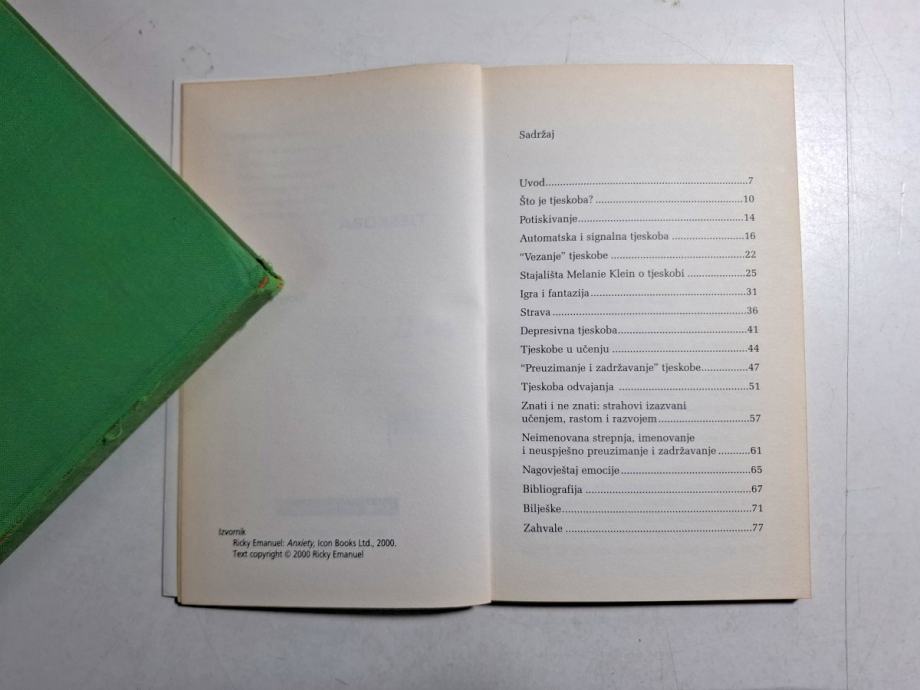 Izvornik
Ricky Emanuel: Anxiety, Icon Books Ltd., 2000.
Text copyright © 2000 Ricky Emanuel
Sadržaj
Uvod.....7
Što je tjeskoba?.....10
Potiskivanje.....14
Automatska i signalna tjeskoba.....16
"Vezanje" tjeskobe.....22
Stajališta Melanie Klein o tjeskobi.....25
Igra i fantazija.....31
Strava.....36
Depresivna tjeskoba.....41
Tjeskobe u učenju.....44
"Preuzimanje i zadržavanje" tjeskobe.....47
Tjeskoba odvajanja.....51
Znati i ne znati: strahovi izazvani
učenjem, rastom i razvojem.....57
Neimenovana strepnja, imenovanje
i neuspješno preuzimanje i zadržavanje.....61
Nagovještaj emocije.....65
Bibliografija.....67
Bilješke.....71
Zahvale.....77